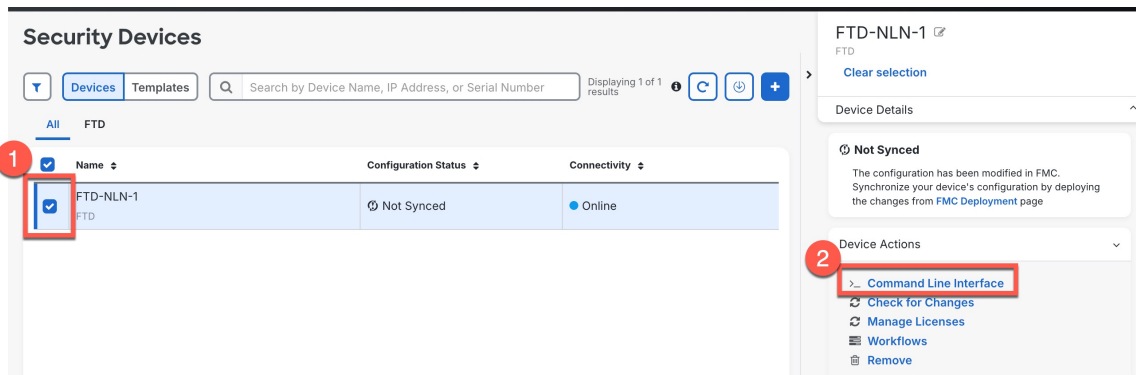 Security Devices
Devices Templates
Search by Device Name, IP Address, or Serial Number
Displaying 1 of 1
results
All FTD
1
Name Configuration Status Connectivity
FTD-NLN-1
FTD
Not Synced
Online
FTD-NLN-1
FTD
Clear selection
Device Details
Not Synced
The configuration has been modified in FMC.
Synchronize your device's configuration by deploying
the changes from FMC Deployment page
Device Actions
2
>_ Command Line Interface
Check for Changes
Manage Licenses
Workflows
Remove